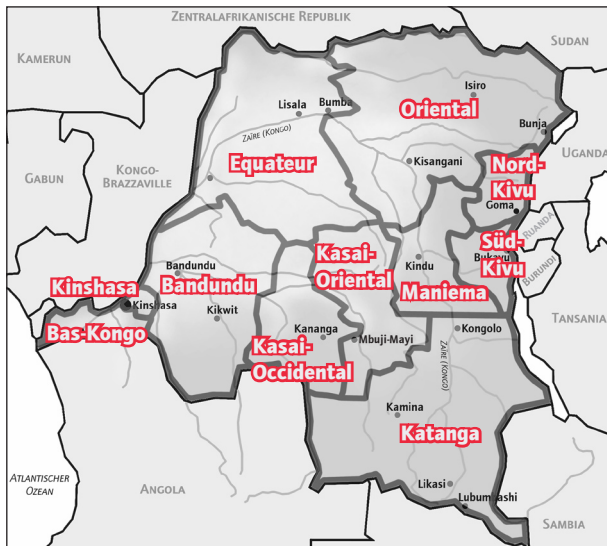 ZENTRALAFRIKANISCHE REPUBLIK
SUDAN
KAMERUN
Isiro
Lisala
Bumba
Oriental
Bunja
ZAÏRE (KONGO)
KONGO-
BRAZZAVILLE
Equateur
Kisangani
Nord-
Kivu
UGANDA
GABUN
Goma
RUANDA
Süd-
Kivu
Bukavu
BURUNDI
Bandundu
Bandundu
Kasai-
Oriental
Kindu
Maniema
Kinshasa
Kinshasa
Kikwit
TANSANIA
Bas-Kongo
Kananga
Mbuji-Mayi
Kongolo
Kasai-
Occidental
ZAÏRE (KONGO)
Kamina
Katanga
ATLANTISCHER
OZEAN
ANGOLA
Likasi
Lubumbashi
SAMBIA